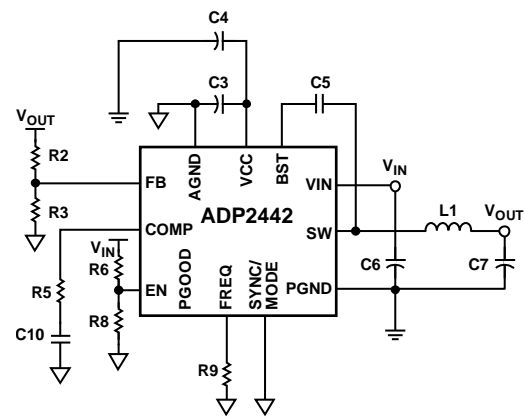 C4
C3
C5
VOUT
R2
R3
R5
C10
VIN
R6
R8
R9
AGND
VCC
BST
FB
COMP
EN
PGOOD
FREQ
SYNC/
MODE
VIN
SW
PGND
ADP2442
VIN
L1
VOUT
C6
C7